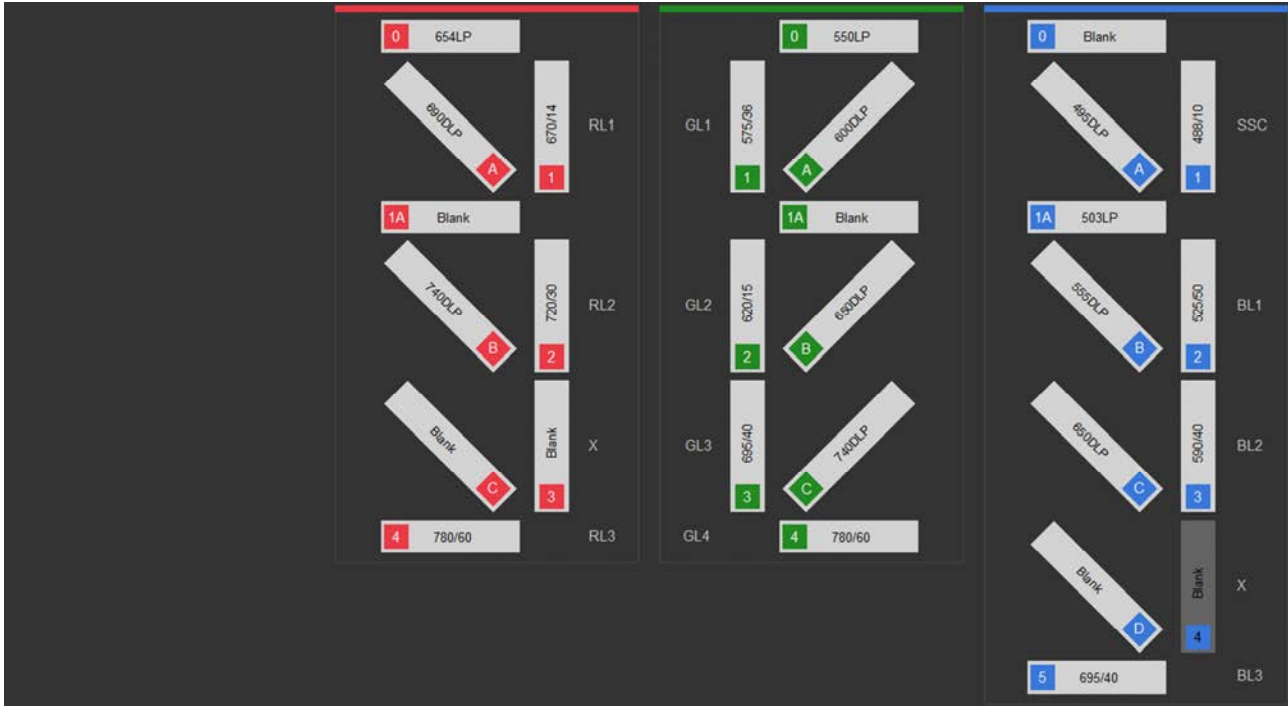 0 654LP
690DLP A
670/14 1
RL1
1A Blank
740DLP B
720/30 2
RL2
Blank C
Blank 3
X
4 780/60
RL3
0 550LP
GL1
575/36 1
600DLP A
1A Blank
GL2
620/15 2
650DLP B
GL3
695/40 3
740DLP C
GL4
4 780/60
0 Blank
495DLP A
488/10 1
SSC
1A 503LP
555DLP B
525/50 2
BL1
650DLP C
590/40 3
BL2
Blank D
Blank 4
X
5 695/40
BL3